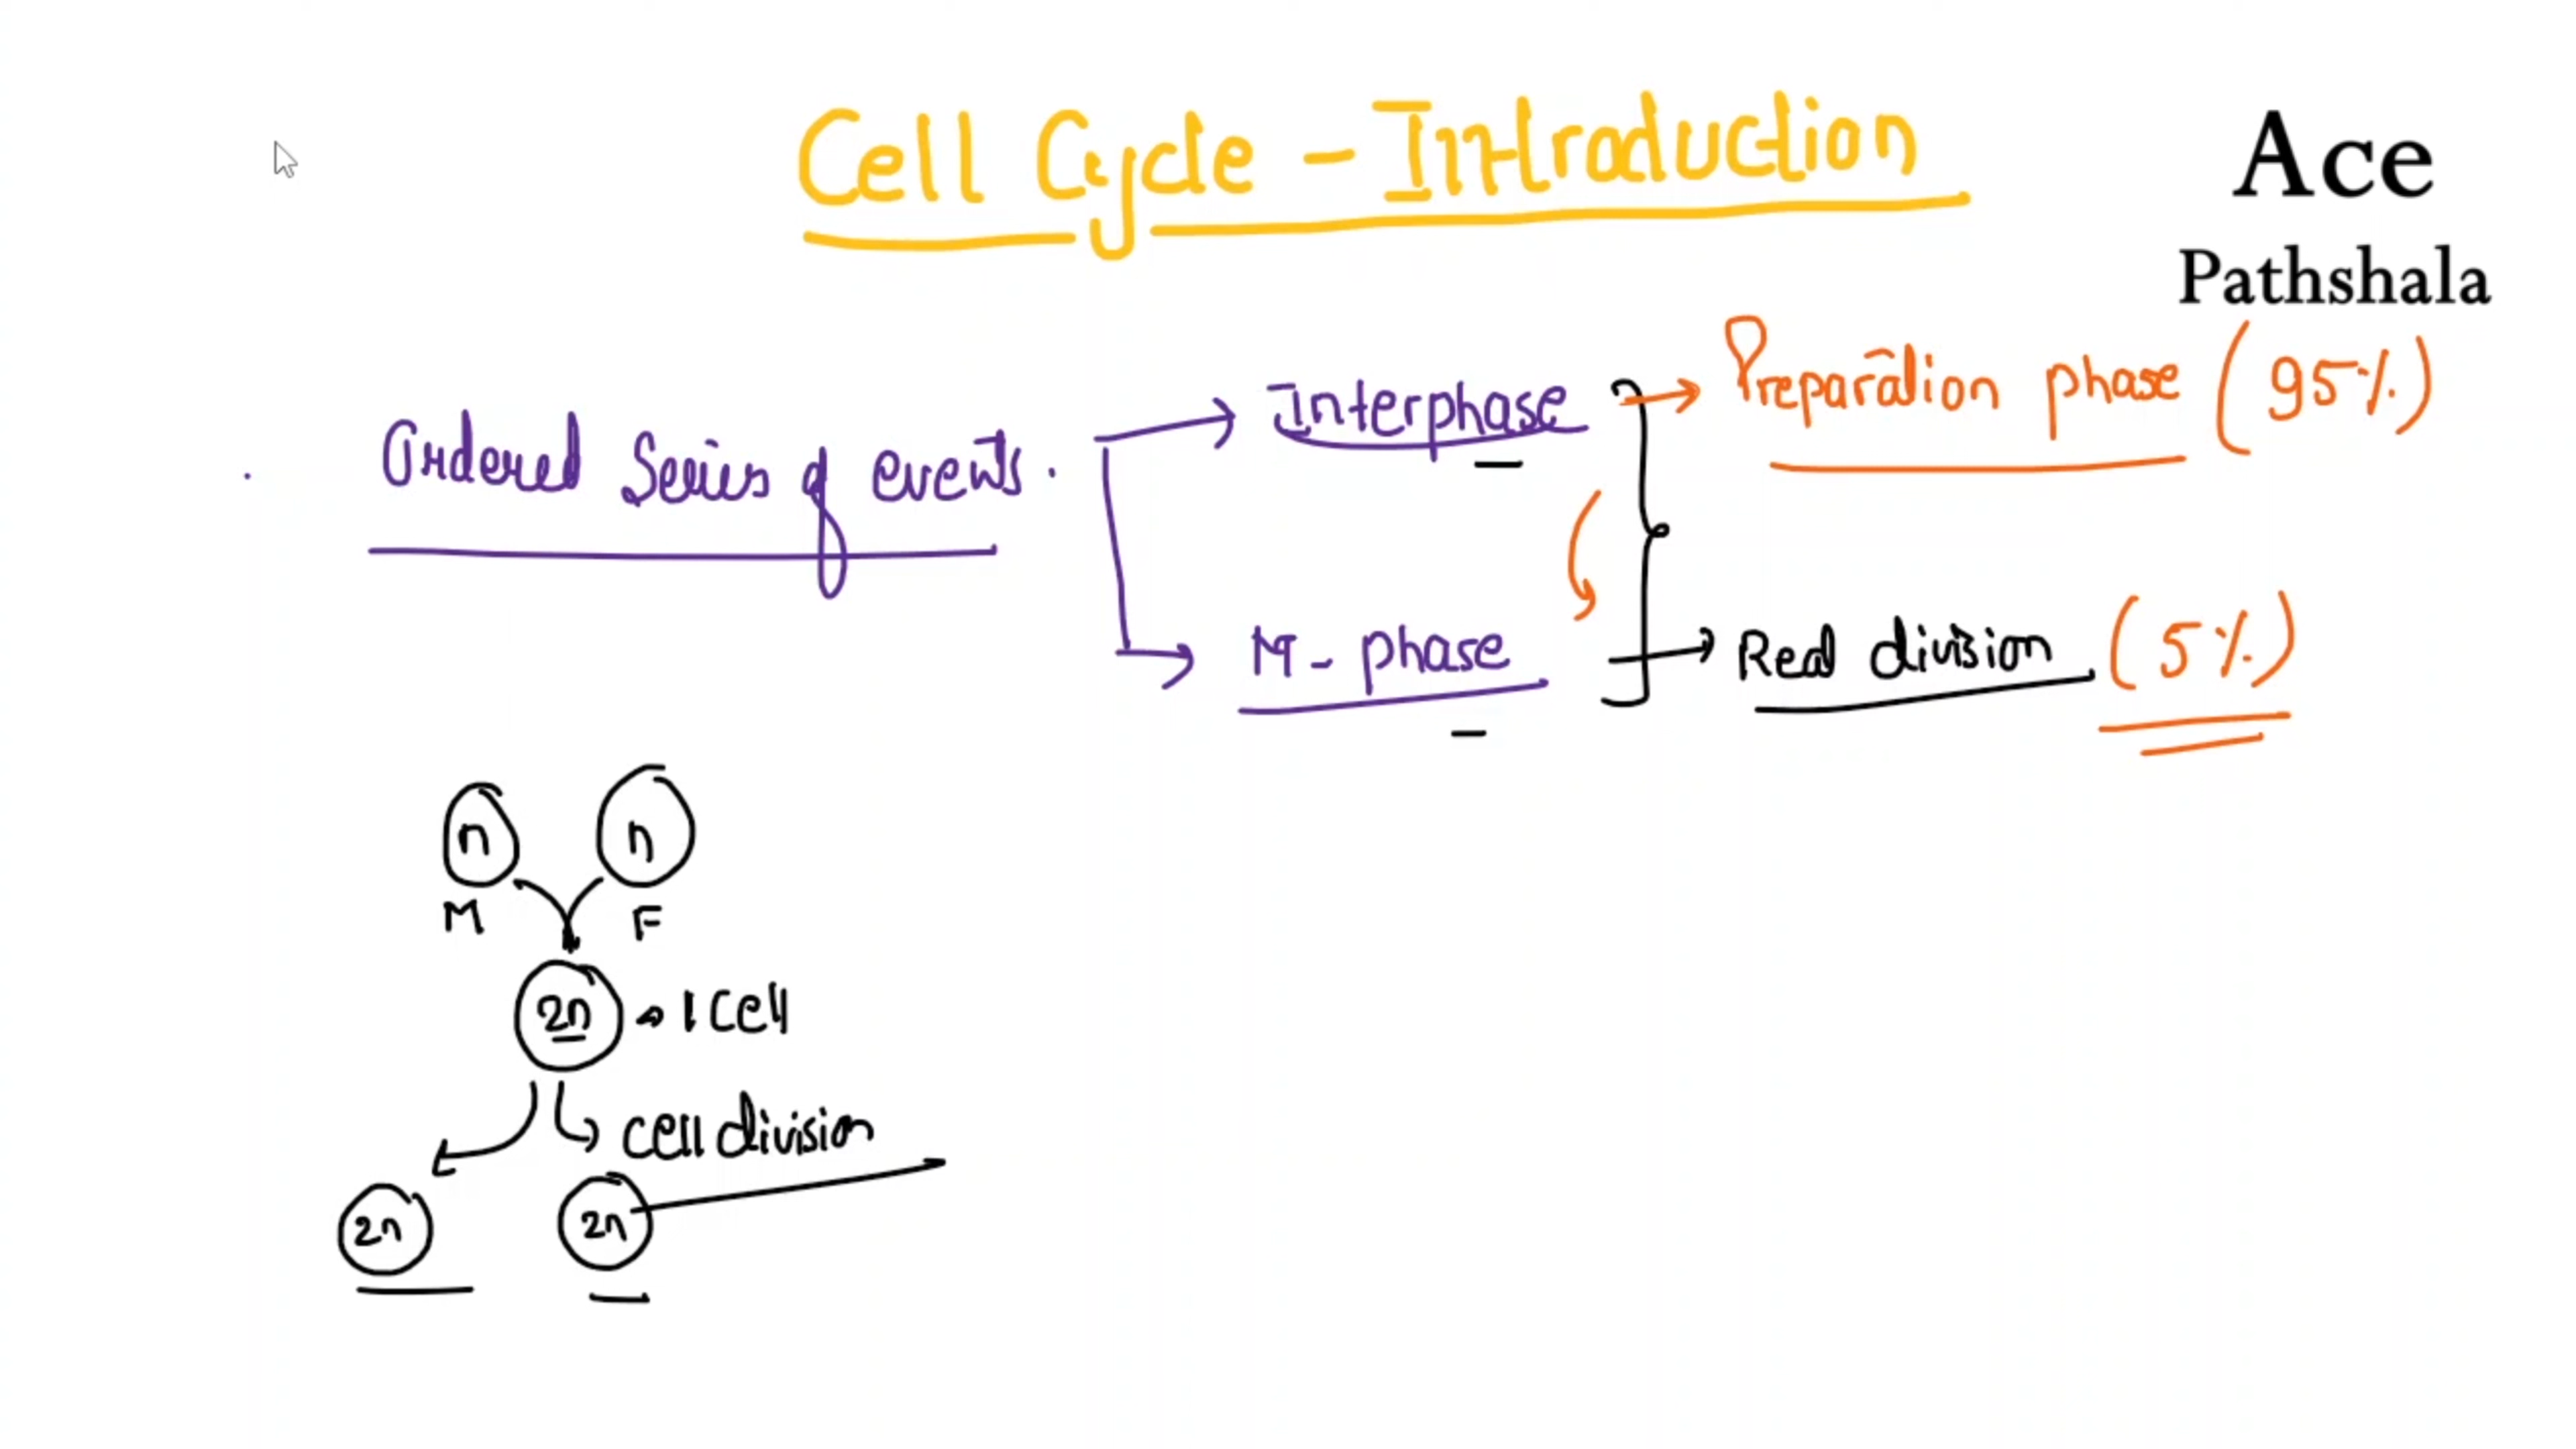 Cell Cycle - Introduction
Ace
Pathshala
Ordered Series of events.
Interphase
Preparation phase (95%)
M-phase
Real division (5%)
n
n
M
F
2n
1 cell
cell division
2n
2n